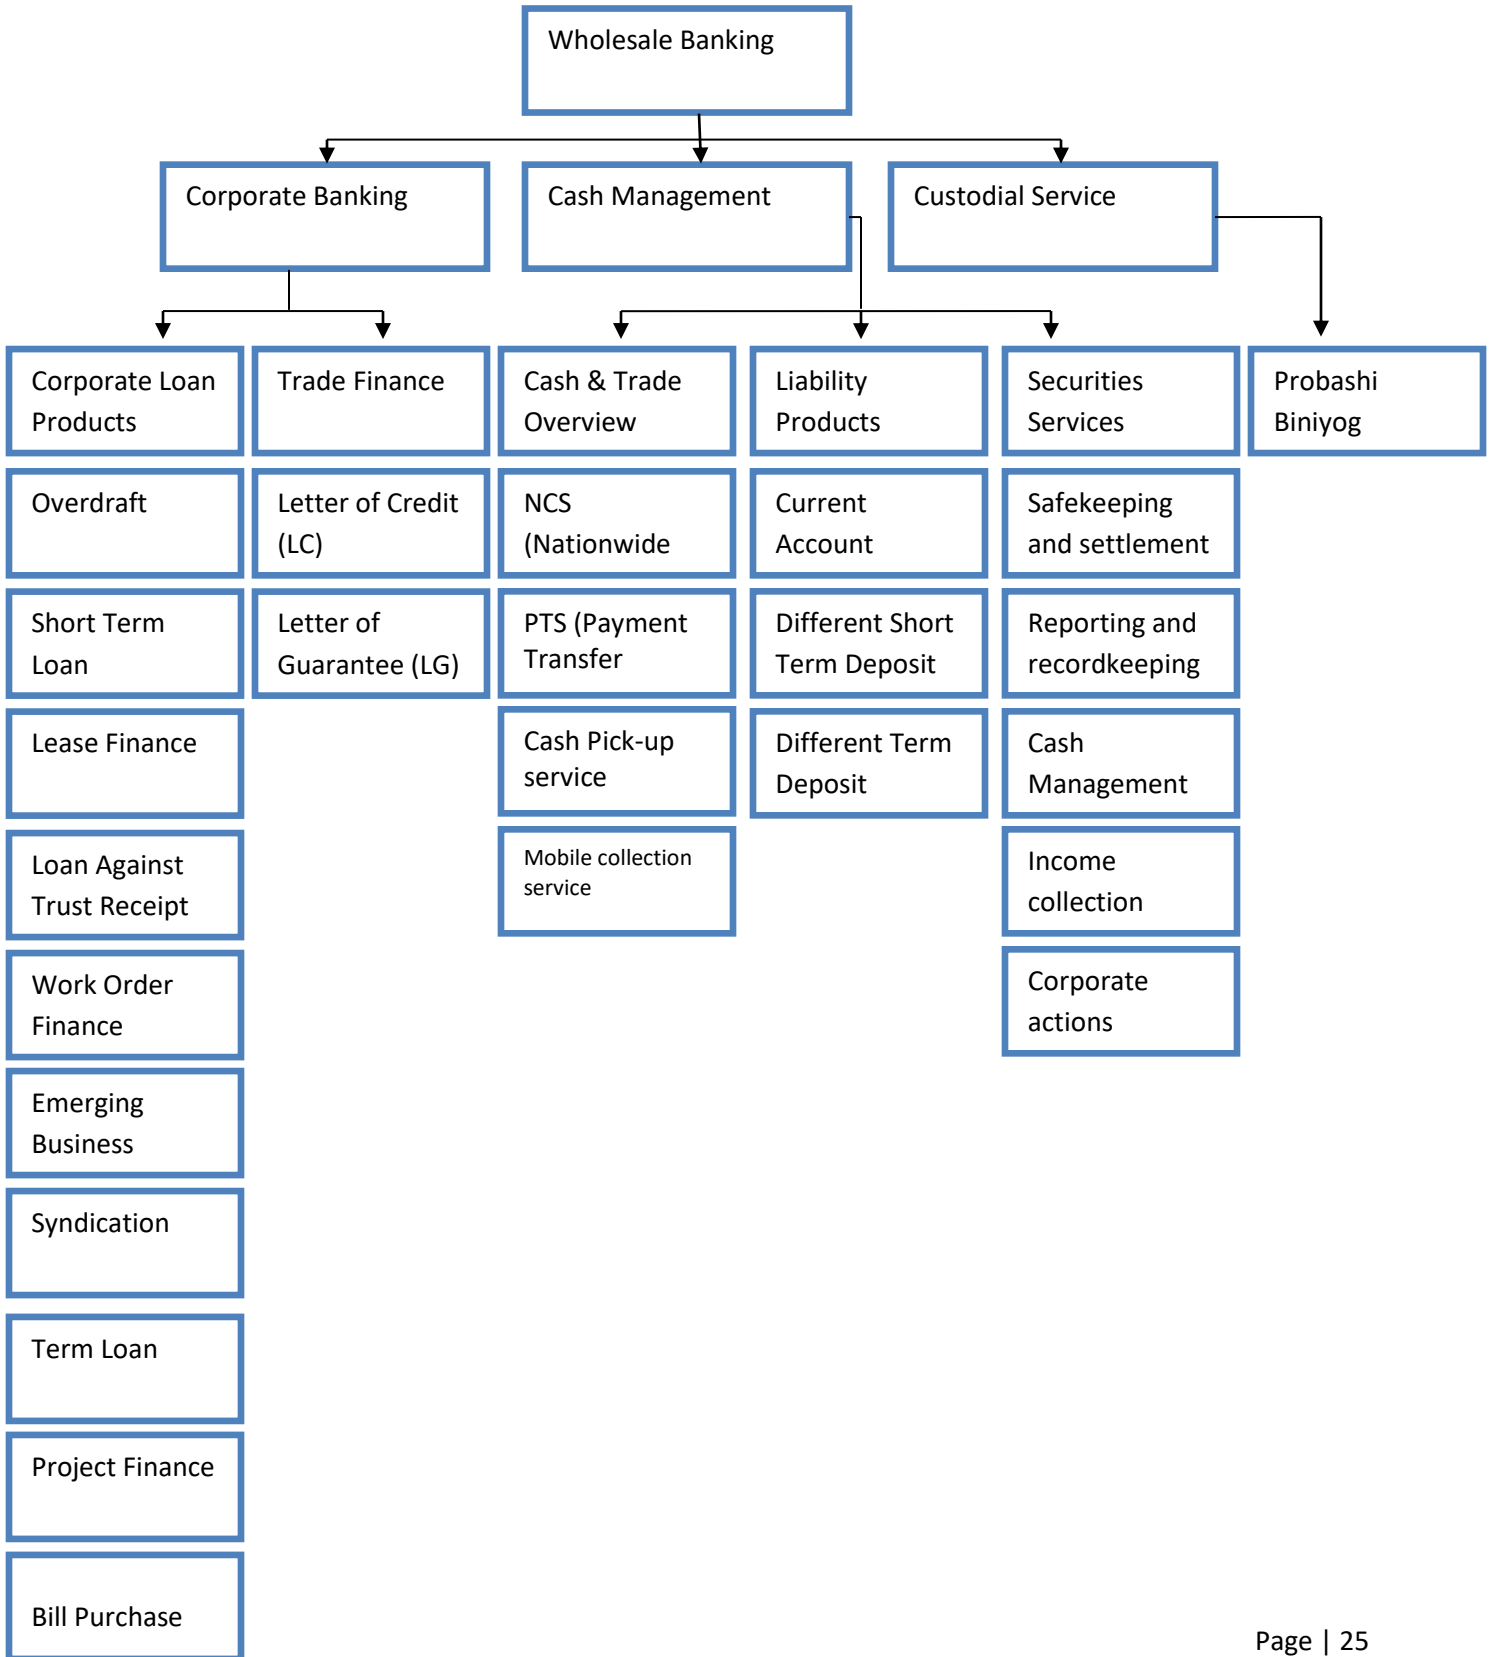 Wholesale Banking
Corporate Banking
Cash Management
Custodial Service
Corporate Loan
Products
Trade Finance
Cash & Trade
Overview
Liability
Products
Securities
Services
Probashi
Biniyog
Overdraft
Letter of Credit
(LC)
NCS
(Nationwide
Current
Account
Safekeeping
and settlement
Short Term
Loan
Letter of
Guarantee (LG)
PTS (Payment
Transfer
Different Short
Term Deposit
Reporting and
recordkeeping
Lease Finance
Cash Pick-up
service
Different Term
Deposit
Cash
Management
Loan Against
Trust Receipt
Mobile collection
service
Income
collection
Work Order
Finance
Corporate
actions
Emerging
Business
Syndication
Term Loan
Project Finance
Bill Purchase
Page | 25